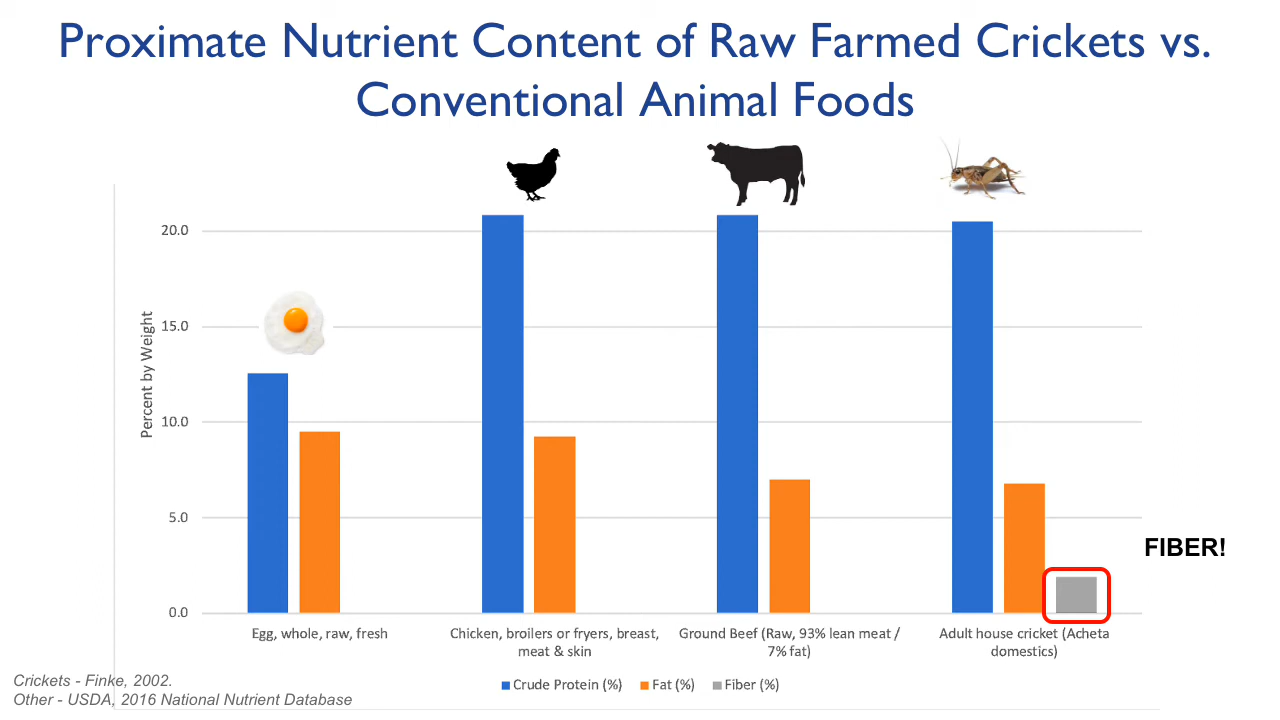 Proximate Nutrient Content of Raw Farmed Crickets vs.
Conventional Animal Foods
20.0
15.0
10.0
5.0
0.0
Percent by Weight
FIBER!
Egg, whole, raw, fresh
Chicken, broilers or fryers, breast,
meat & skin
Ground Beef (Raw, 93% lean meat /
7% fat)
Adult house cricket (Acheta
domestics)
Crude Protein (%) Fat (%) Fiber (%)
Crickets - Finke, 2002.
Other - USDA, 2016 National Nutrient Database